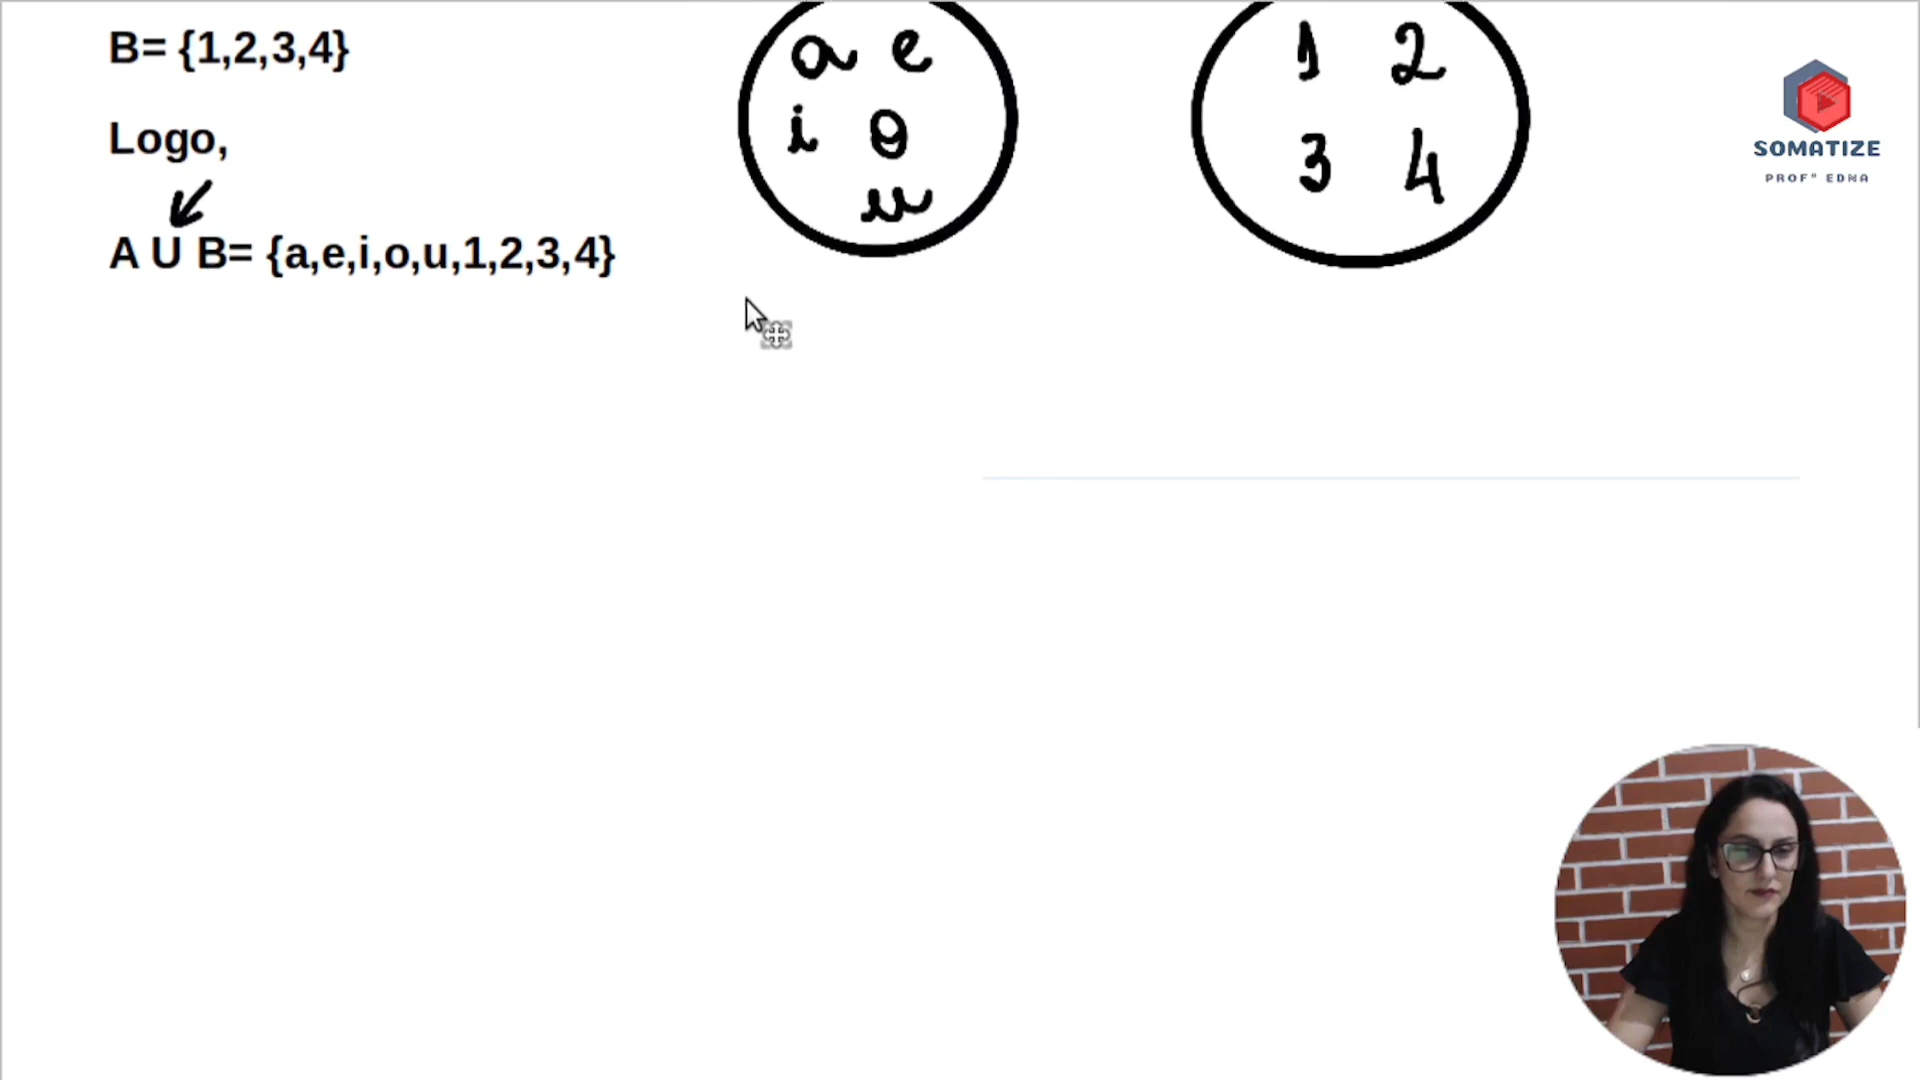 B= {1,2,3,4}
Logo,
A U B= {a,e,i,o,u,1,2,3,4}
a e
i o
u
1 2
3 4
SOMATIZE
PROFª EDNA